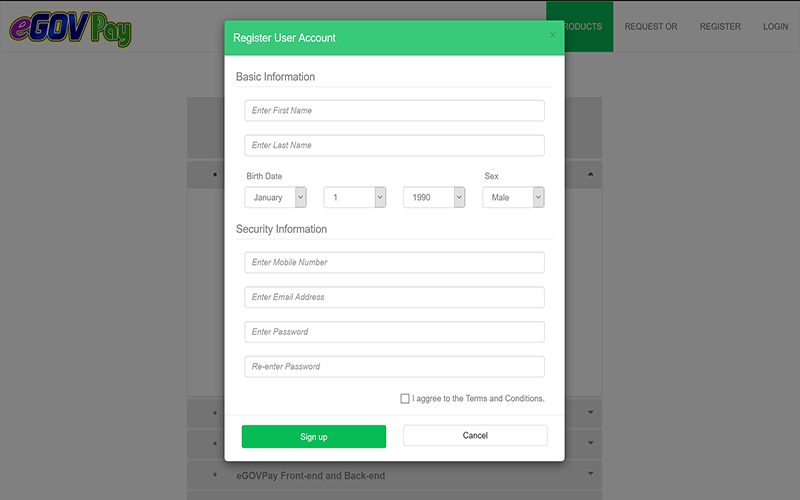 eGOVPay
PRODUCTS REQUEST OR REGISTER LOGIN
Register User Account ×
Basic Information
Enter First Name
Enter Last Name
Birth Date Sex
January 1 1990 Male
Security Information
Enter Mobile Number
Enter Email Address
Enter Password
Re-enter Password
I aggree to the Terms and Conditions.
Sign up Cancel
eGOVPay Front-end and Back-end